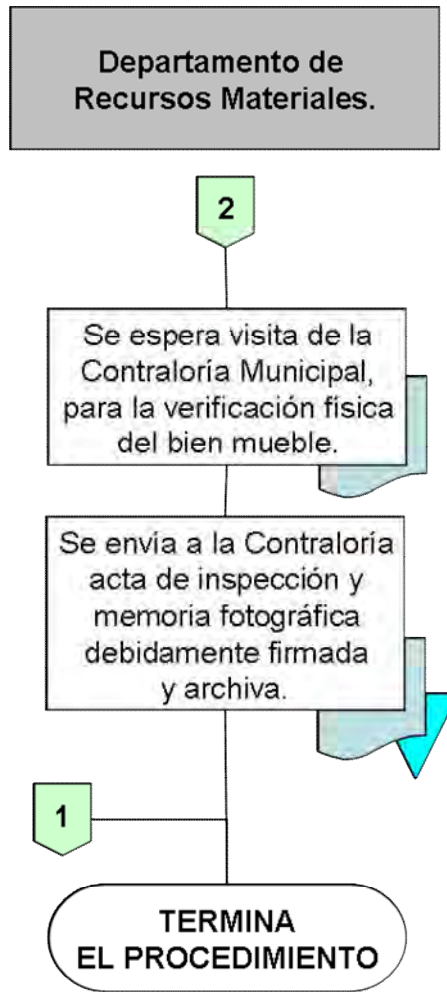 Departamento de
Recursos Materiales.
2
Se espera visita de la
Contraloría Municipal,
para la verificación física
del bien mueble.
Se envía a la Contraloría
acta de inspección y
memoria fotográfica
debidamente firmada
y archiva.
1
TERMINA
EL PROCEDIMIENTO